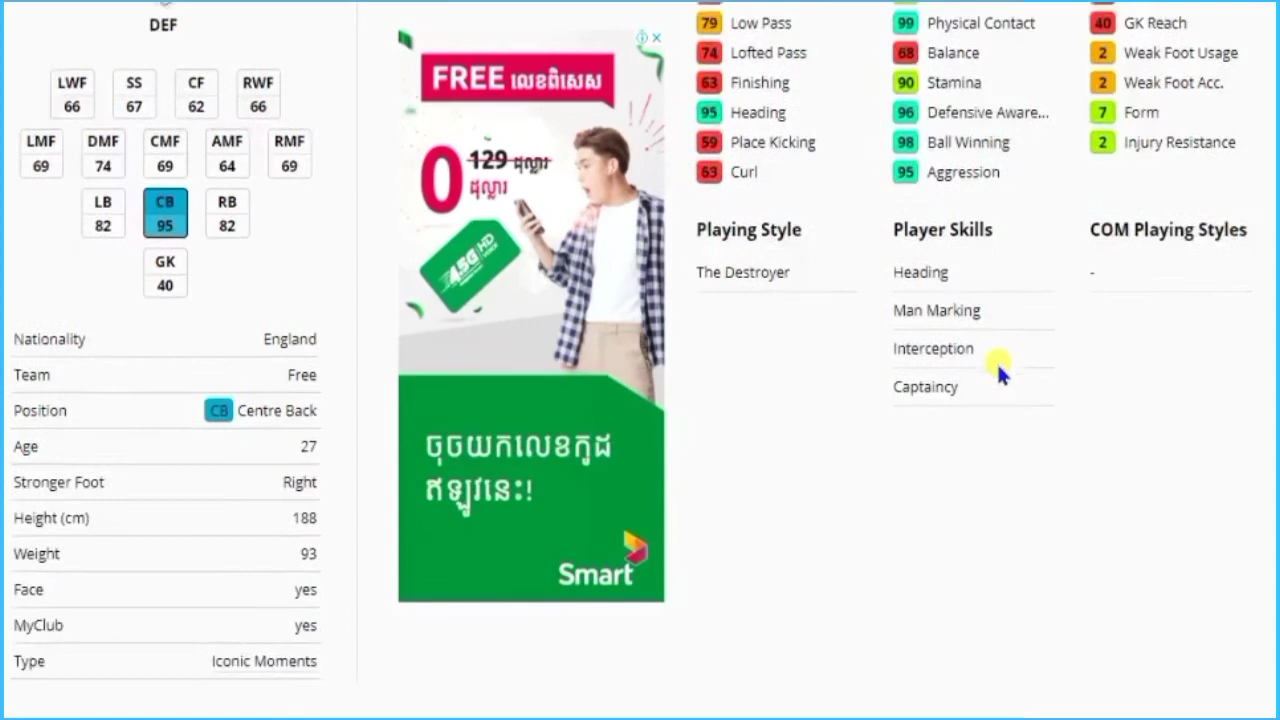 DEF
LWF SS CF RWF
66 67 62 66
LMF DMF CMF AMF RMF
69 74 69 64 69
LB CB RB
82 95 82
GK
40
Nationality England
Team Free
Position CB Centre Back
Age 27
Stronger Foot Right
Height (cm) 188
Weight 93
Face yes
MyClub yes
Type Iconic Moments
FREE លេខពិសេស
0 129 ដុល្លារ
ដុល្លារ
4.5G HD
VOICE
ចុចយកលេខកូដ
ឥឡូវនេះ!
Smart
79 Low Pass
74 Lofted Pass
63 Finishing
95 Heading
59 Place Kicking
63 Curl
99 Physical Contact
68 Balance
90 Stamina
96 Defensive Aware...
98 Ball Winning
95 Aggression
40 GK Reach
2 Weak Foot Usage
2 Weak Foot Acc.
7 Form
2 Injury Resistance
Playing Style
The Destroyer
Player Skills
Heading
Man Marking
Interception
Captaincy
COM Playing Styles
-